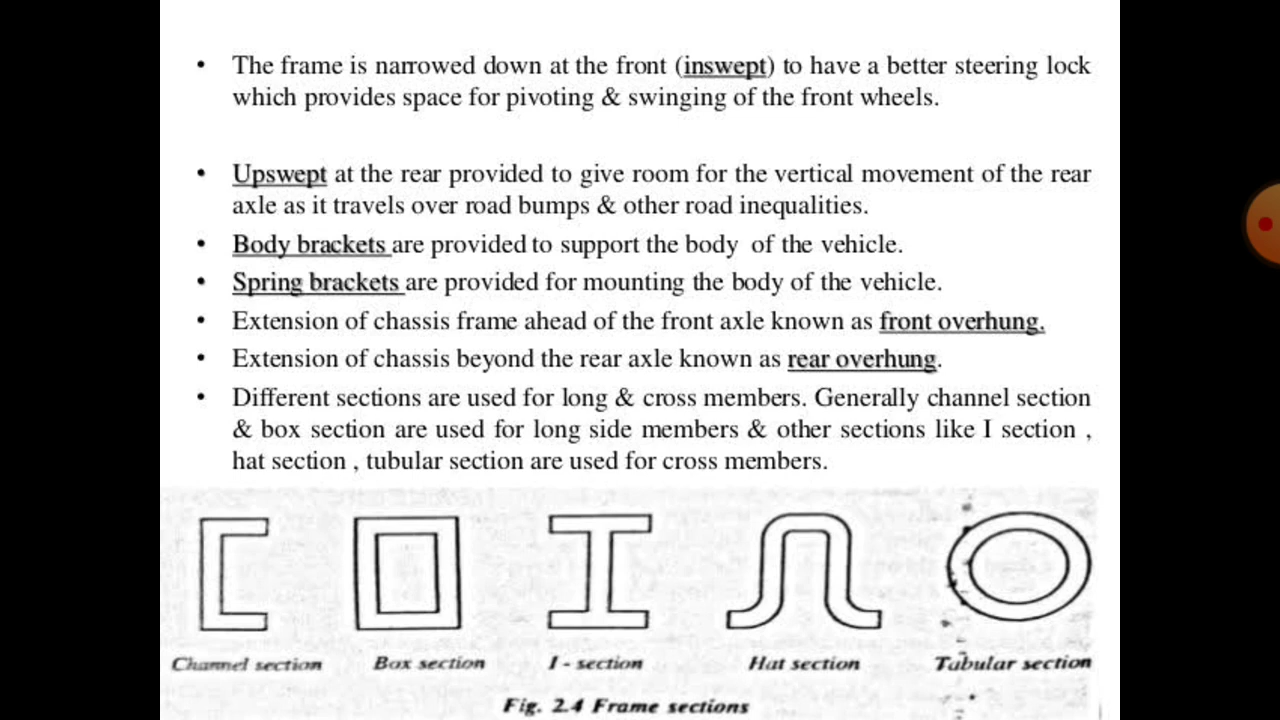 • The frame is narrowed down at the front (inswept) to have a better steering lock
which provides space for pivoting & swinging of the front wheels.
• Upswept at the rear provided to give room for the vertical movement of the rear
axle as it travels over road bumps & other road inequalities.
• Body brackets are provided to support the body of the vehicle.
• Spring brackets are provided for mounting the body of the vehicle.
• Extension of chassis frame ahead of the front axle known as front overhung.
• Extension of chassis beyond the rear axle known as rear overhung.
• Different sections are used for long & cross members. Generally channel section
& box section are used for long side members & other sections like I section ,
hat section , tubular section are used for cross members.
Channel section Box section I - section Hat section Tabular section
Fig. 2.4 Frame sections